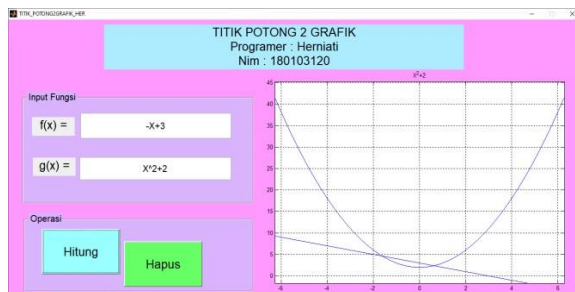 TITIK_POTONG2GRAFIK_HER
TITIK POTONG 2 GRAFIK
Programer : Herniati
Nim : 180103120
Input Fungsi
f(x) =
-X+3
g(x) =
X^2+2
Operasi
Hitung
Hapus
X²+2
45
40
35
30
25
20
15
10
5
0
-6
-4
-2
0
2
4
6